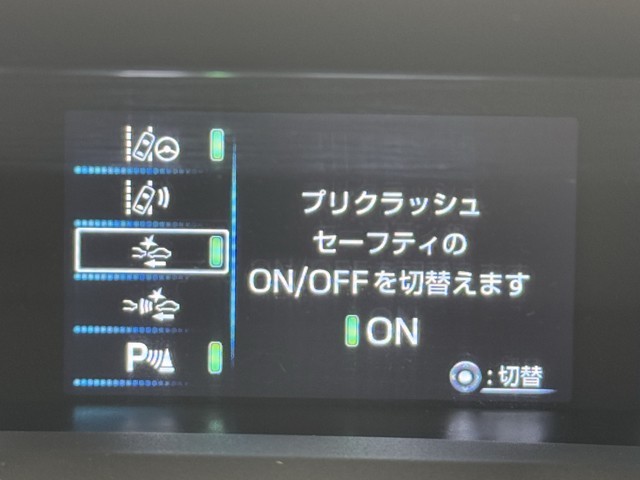 プリクラッシュ
セーフティの
ON/OFFを切替えます
ON
P
:切替